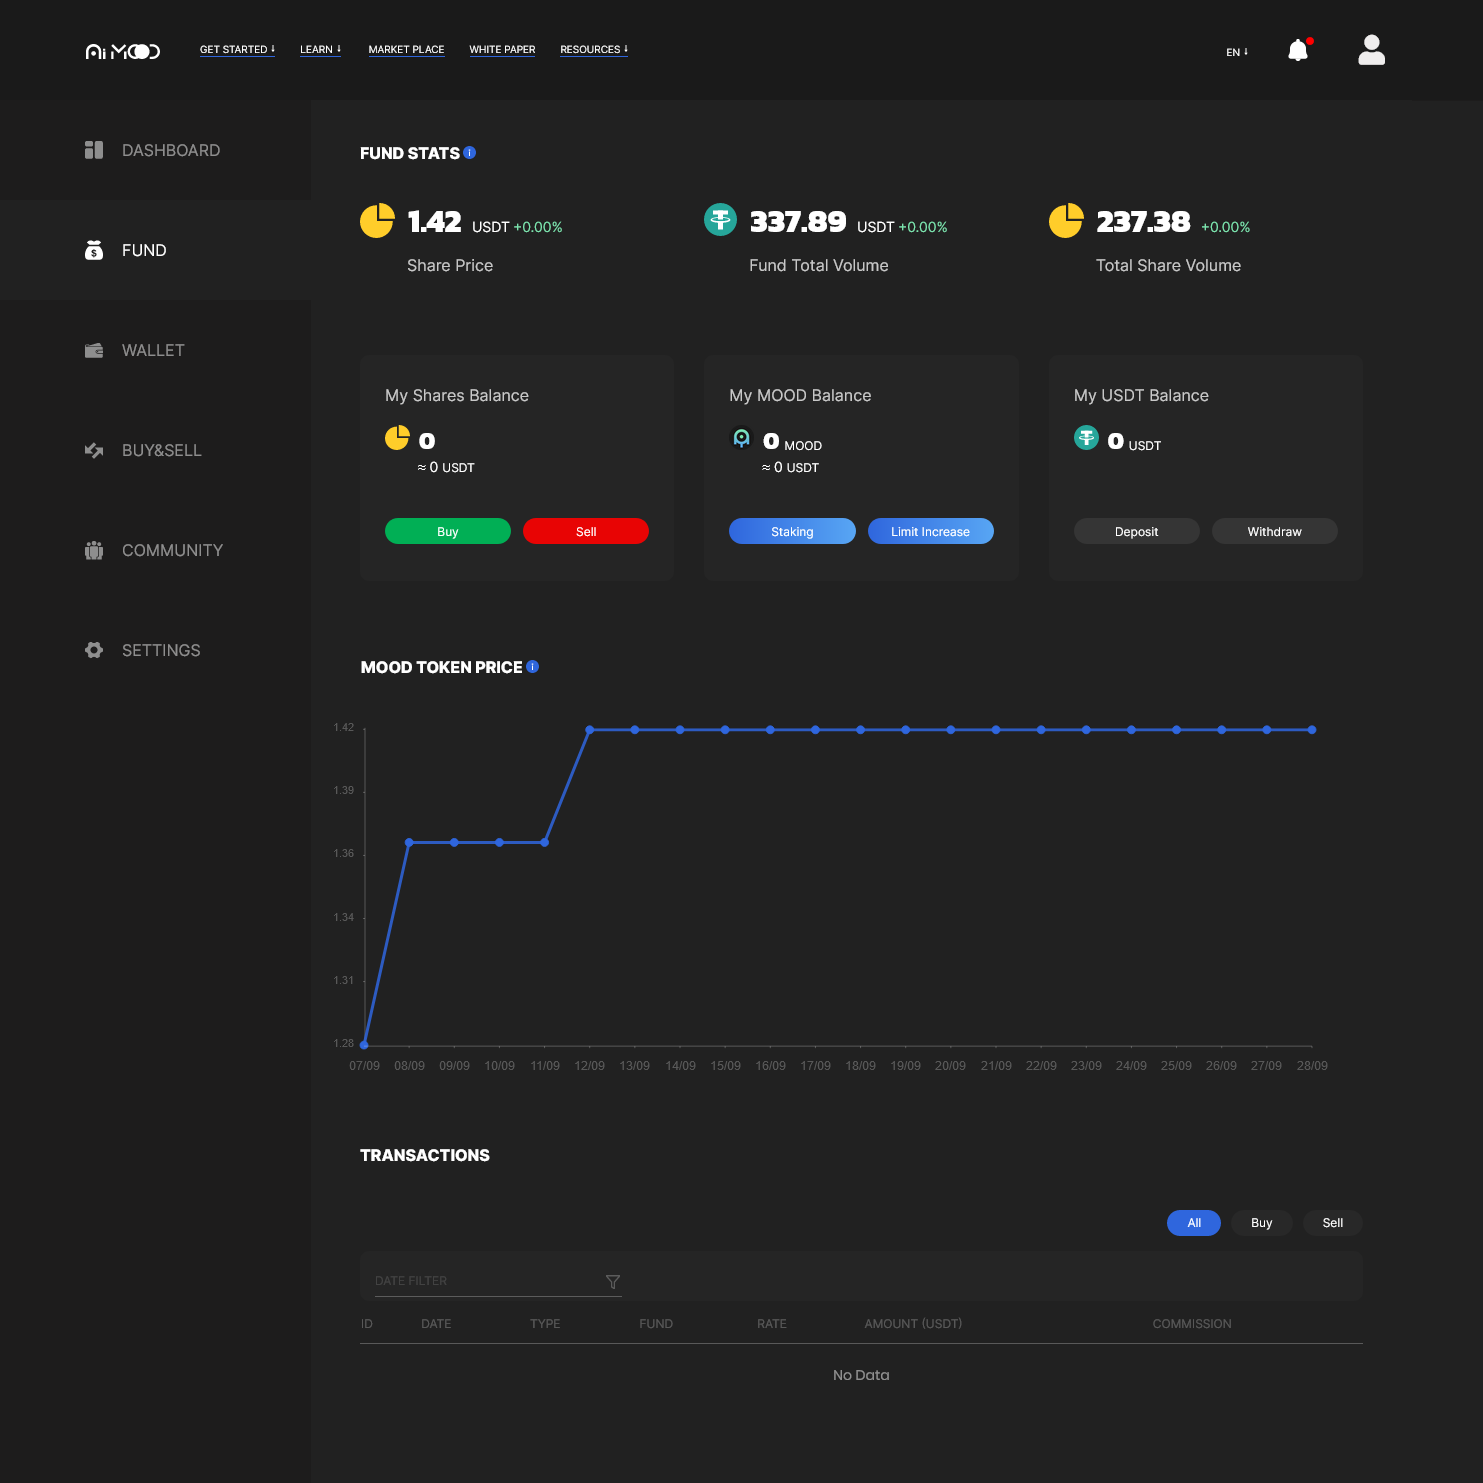 Ai MOOD
GET STARTED ↓ LEARN ↓ MARKET PLACE WHITE PAPER RESOURCES ↓
EN ↓
DASHBOARD
FUND
WALLET
BUY&SELL
COMMUNITY
SETTINGS
FUND STATS i
1.42 USDT +0.00%
Share Price
337.89 USDT +0.00%
Fund Total Volume
237.38 +0.00%
Total Share Volume
My Shares Balance
0
≈ 0 USDT
Buy Sell
My MOOD Balance
0 MOOD
≈ 0 USDT
Staking Limit Increase
My USDT Balance
0 USDT
Deposit Withdraw
MOOD TOKEN PRICE i
1.42
1.39
1.36
1.34
1.31
1.28
07/09 08/09 09/09 10/09 11/09 12/09 13/09 14/09 15/09 16/09 17/09 18/09 19/09 20/09 21/09 22/09 23/09 24/09 25/09 26/09 27/09 28/09
TRANSACTIONS
All Buy Sell
DATE FILTER
ID DATE TYPE FUND RATE AMOUNT (USDT) COMMISSION
No Data